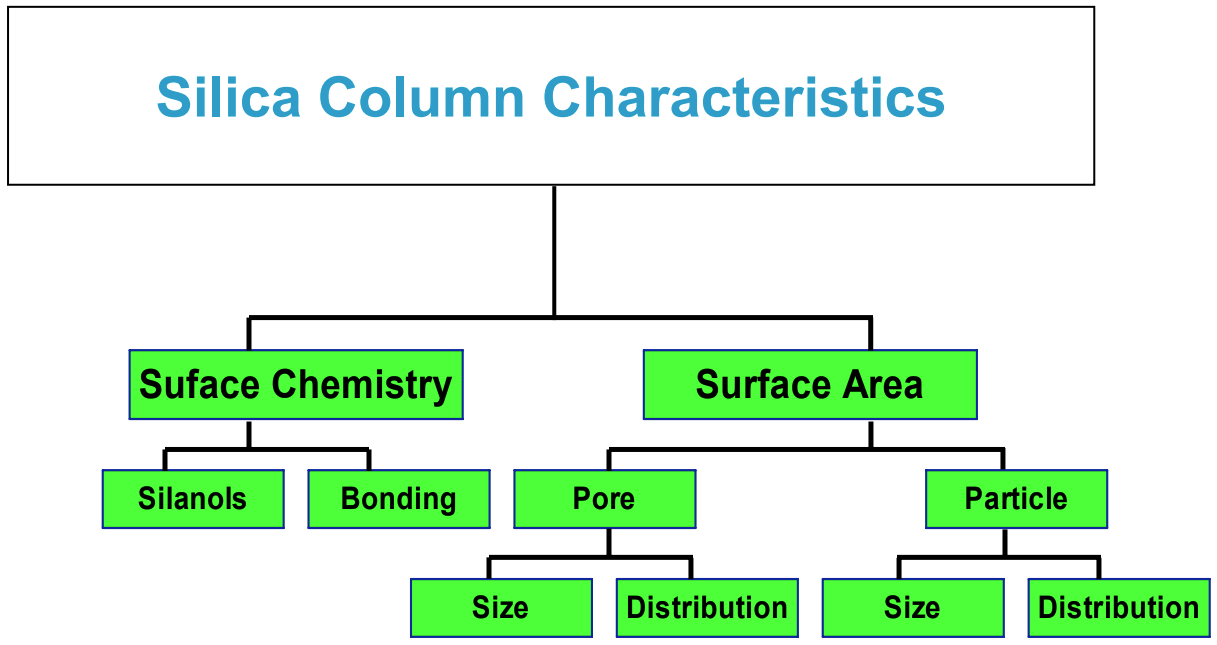 Silica Column Characteristics
Suface Chemistry
Surface Area
Silanols
Bonding
Pore
Particle
Size
Distribution
Size
Distribution